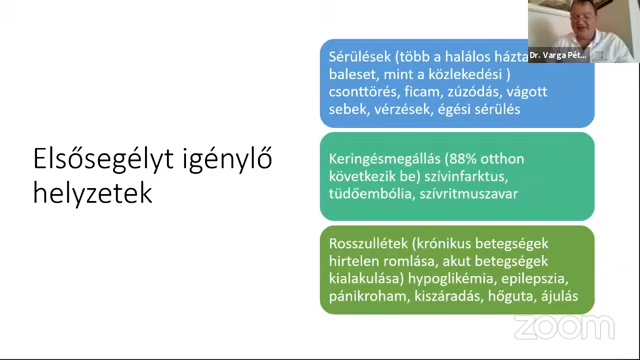 Elsősegélyt igénylő
helyzetek
Sérülések (több a halálos házta
baleset, mint a közlekedési )
csonttörés, ficam, zúzódás, vágott
sebek, vérzések, égési sérülés
Keringésmegállás (88% otthon
következik be) szívinfarktus,
tüdőembólia, szívritmuszavar
Rosszullétek (krónikus betegségek
hirtelen romlása, akut betegségek
kialakulása) hypoglikémia, epilepszia,
pánikroham, kiszáradás, hőguta, ájulás
Dr. Varga Pét...
zoom